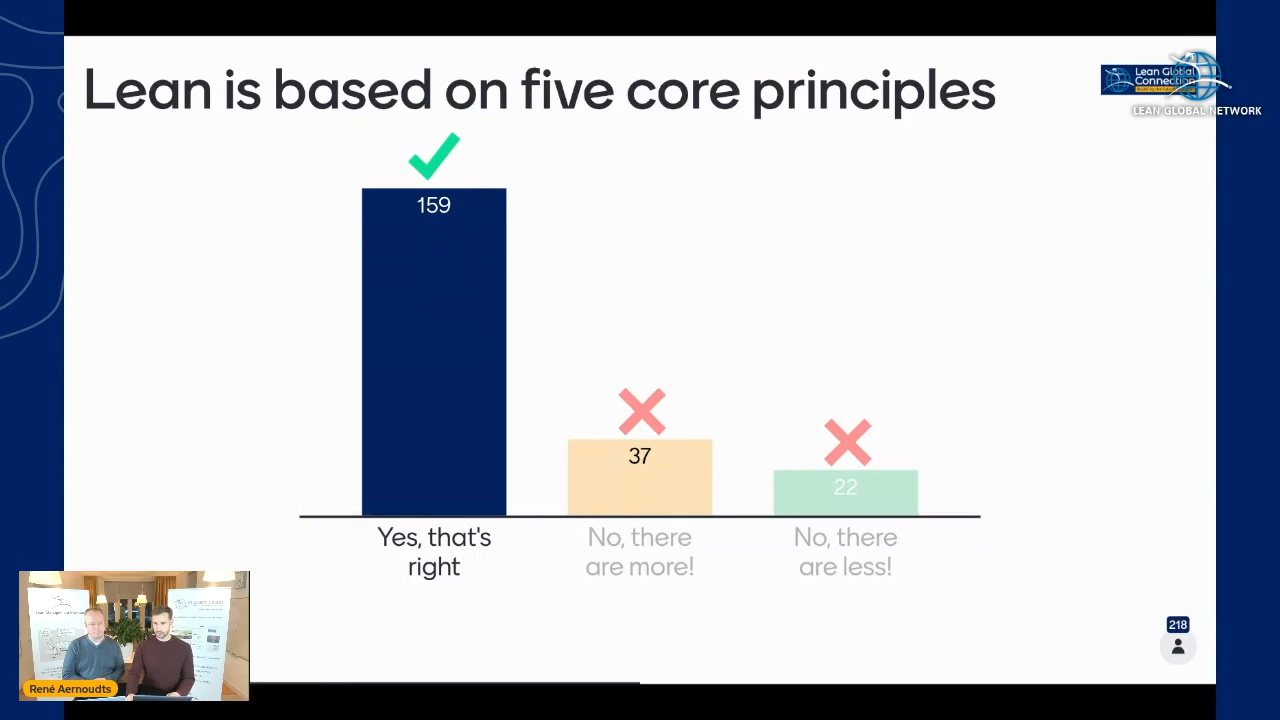 Lean is based on five core principles
Lean Global
Connection
LEAN GLOBAL NETWORK
159
37
22
Yes, that's
right
No, there
are more!
No, there
are less!
218
René Aernoudts